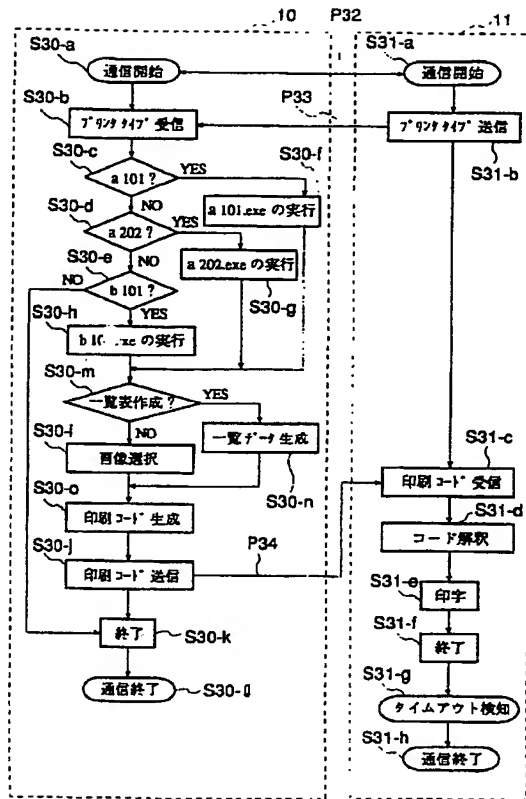 10
P32
11
S30-a
通信開始
S31-a
通信開始
S30-b
プリンタタイプ 受信
P33
プリンタタイプ 送信
S31-b
S30-c
a 101 ?
YES
S30-f
NO
a 101.exe の実行
S30-d
a 202 ?
YES
S30-e
NO
a 202.exe の実行
NO
b 101 ?
S30-g
S30-h
YES
.exe の実行
S30-m
一覧表作成 ?
YES
S30-i
NO
一覧データ 生成
画像選択
S30-n
S31-c
印刷コード 受信
S30-o
印刷コード 生成
S31-d
コード解釈
S30-j
印刷コード 送信
P34
S31-e
印字
S31-f
終了
S30-k
終了
S31-g
タイムアウト検知
通信終了
S31-h
通信終了